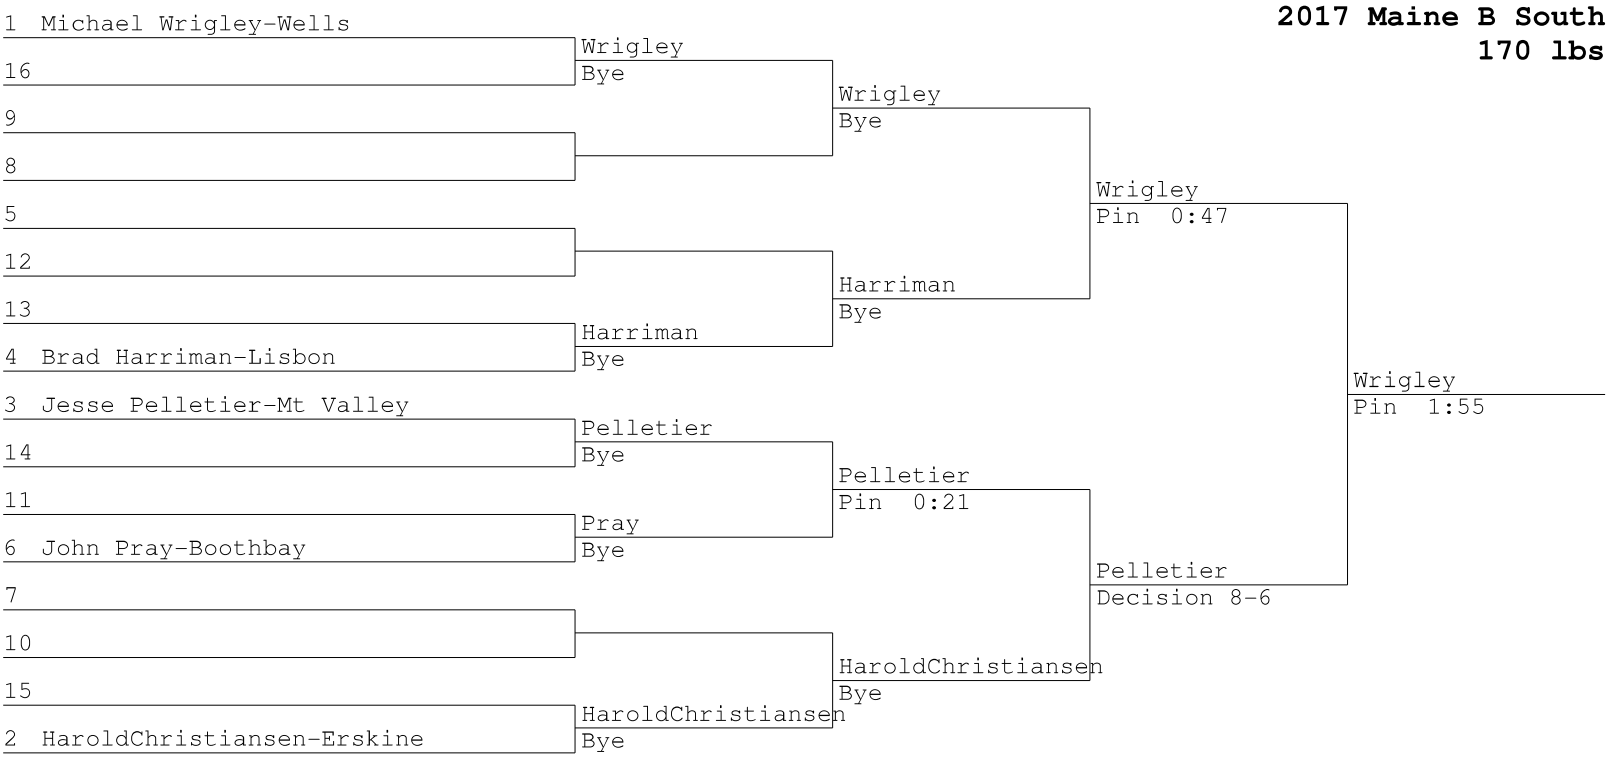 2017 Maine B South
170 lbs
1 Michael Wrigley-Wells
16
9
8
5
12
13
4 Brad Harriman-Lisbon
3 Jesse Pelletier-Mt Valley
14
11
6 John Pray-Boothbay
7
10
15
2 HaroldChristiansen-Erskine
Wrigley
Bye
Harriman
Bye
Pelletier
Bye
Pray
Bye
HaroldChristiansen
Bye
Wrigley
Bye
Harriman
Bye
Pelletier
Pin 0:21
HaroldChristiansen
Bye
Wrigley
Pin 0:47
Pelletier
Decision 8-6
Wrigley
Pin 1:55